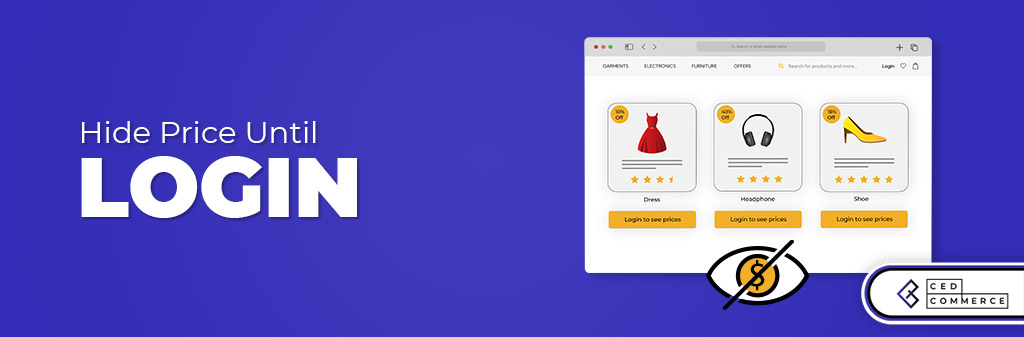 Hide Price Until
LOGIN
Search or enter website name
GARMENTS ELECTRONICS FURNITURE OFFERS Search for products and more... Login
10%
Off
40%
Off
18%
Off
Dress Headphone Shoe
Login to see prices Login to see prices Login to see prices
$
CED
COMMERCE